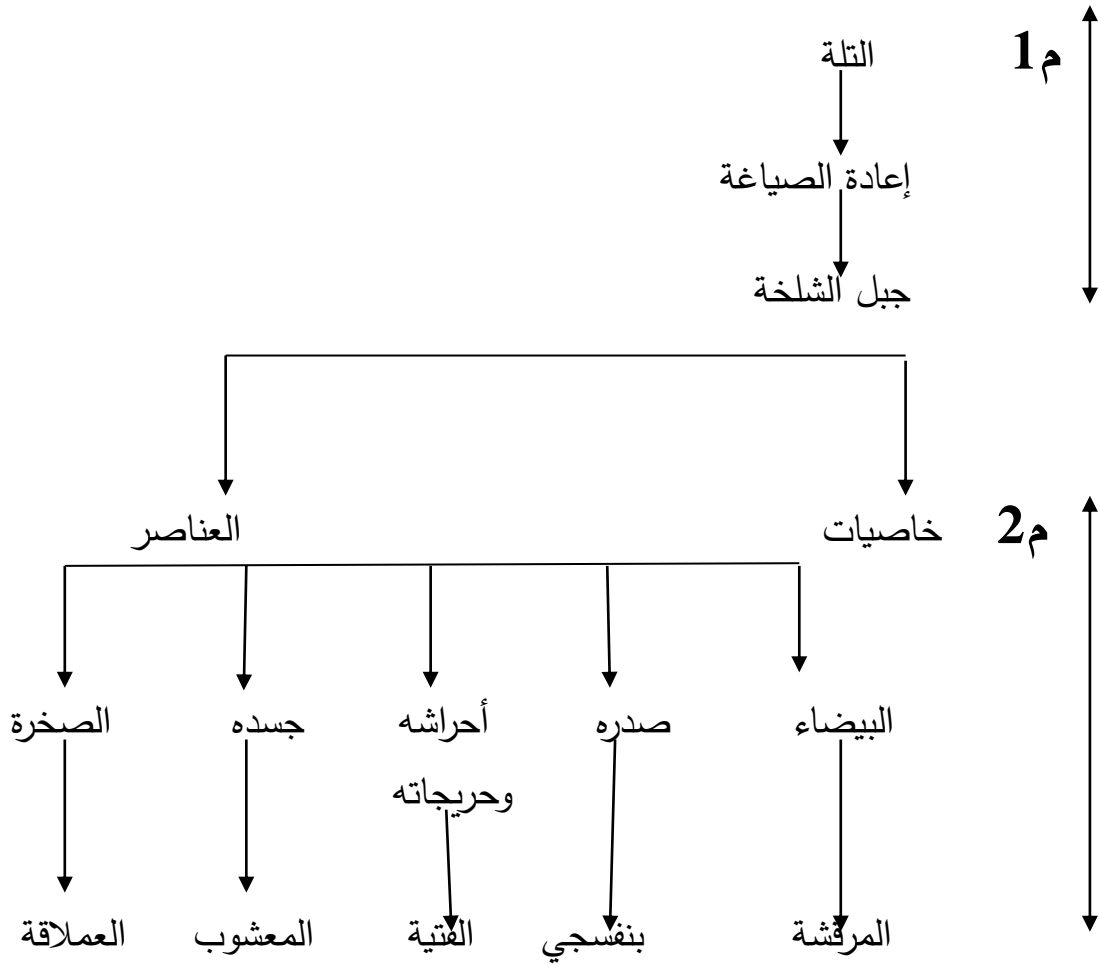 م1
التلة
إعادة الصياغة
جبل الشلخة
م2
خاصيات
العناصر
البيضاء
صدره
أحراشه
وحريجاته
جسده
الصخرة
المرقشة
بنفسجي
الفتية
المعشوب
العملاقة